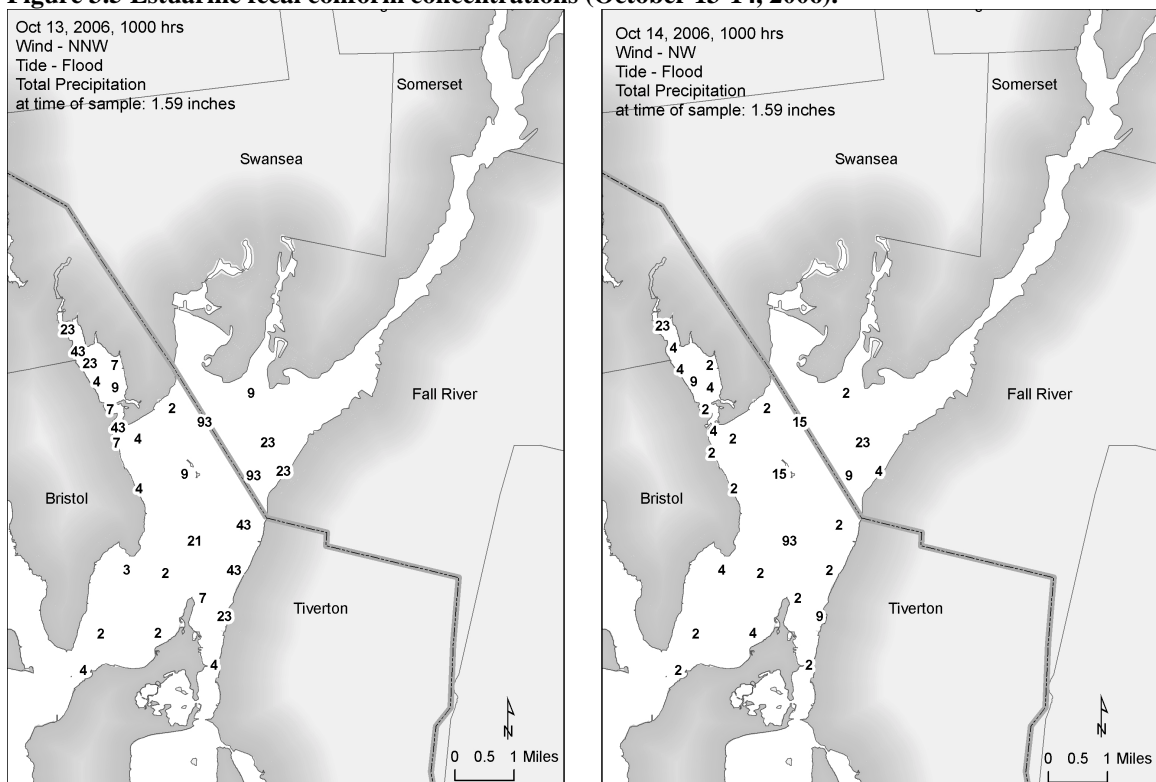 Figure 3.5 Estuarine fecal coliform concentrations (October 13-14, 2006).
Oct 13, 2006, 1000 hrs
Wind - NNW
Tide - Flood
Total Precipitation
at time of sample: 1.59 inches
Somerset
Swansea
23
43
23
7
4
9
7
9
2
43
93
4
7
23
93
23
9
4
Fall River
Bristol
43
21
3
2
43
7
23
Tiverton
2
2
4
4
N
0 0.5 1 Miles
Oct 14, 2006, 1000 hrs
Wind - NW
Tide - Flood
Total Precipitation
at time of sample: 1.59 inches
Somerset
Swansea
23
4
4
2
9
4
2
2
2
15
4
2
2
23
9
4
15
2
Fall River
Bristol
2
93
4
2
2
2
9
Tiverton
2
4
2
2
N
0 0.5 1 Miles